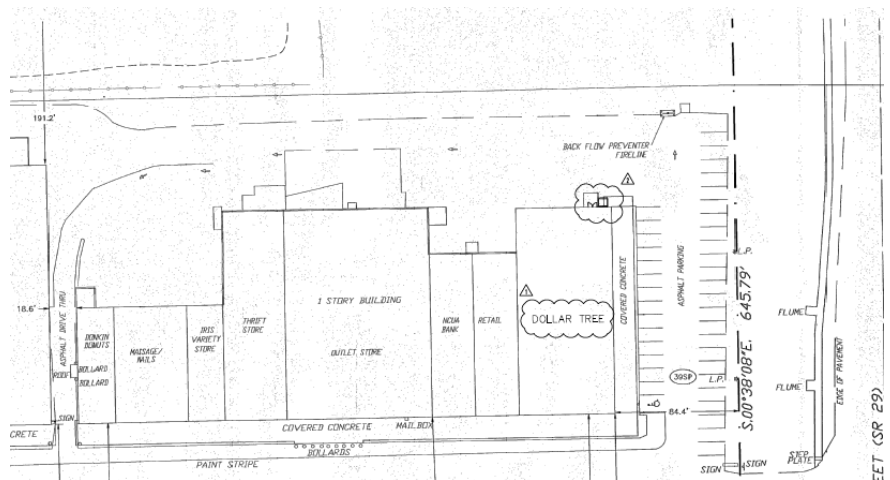 191.2'
BACK FLOW PREVENTER
FIRELINE
2
L.P.
18.6'
ASPHALT DRIVE THRU
1 STORY BUILDING
OUTLET STORE
THRIFT
STORE
IRIS
VARIETY
STORE
MASSAGE/
NAILS
DUNKIN
DONUTS
ROOF
BOLLARD
BOLLARD
NCUA
BANK
RETAIL
1
DOLLAR TREE
COVERED CONCRETE
ASPHALT PARKING
39SP
L.P.
S.00°38'08"E. 645.79'
FLUME
FLUME
EDGE OF PAVEMENT
84.4'
SIGN
CRETE
COVERED CONCRETE
MAILBOX
BOLLARDS
PAINT STRIPE
SIGN
SIGN
STEP
PLATE
EET (SR 29)